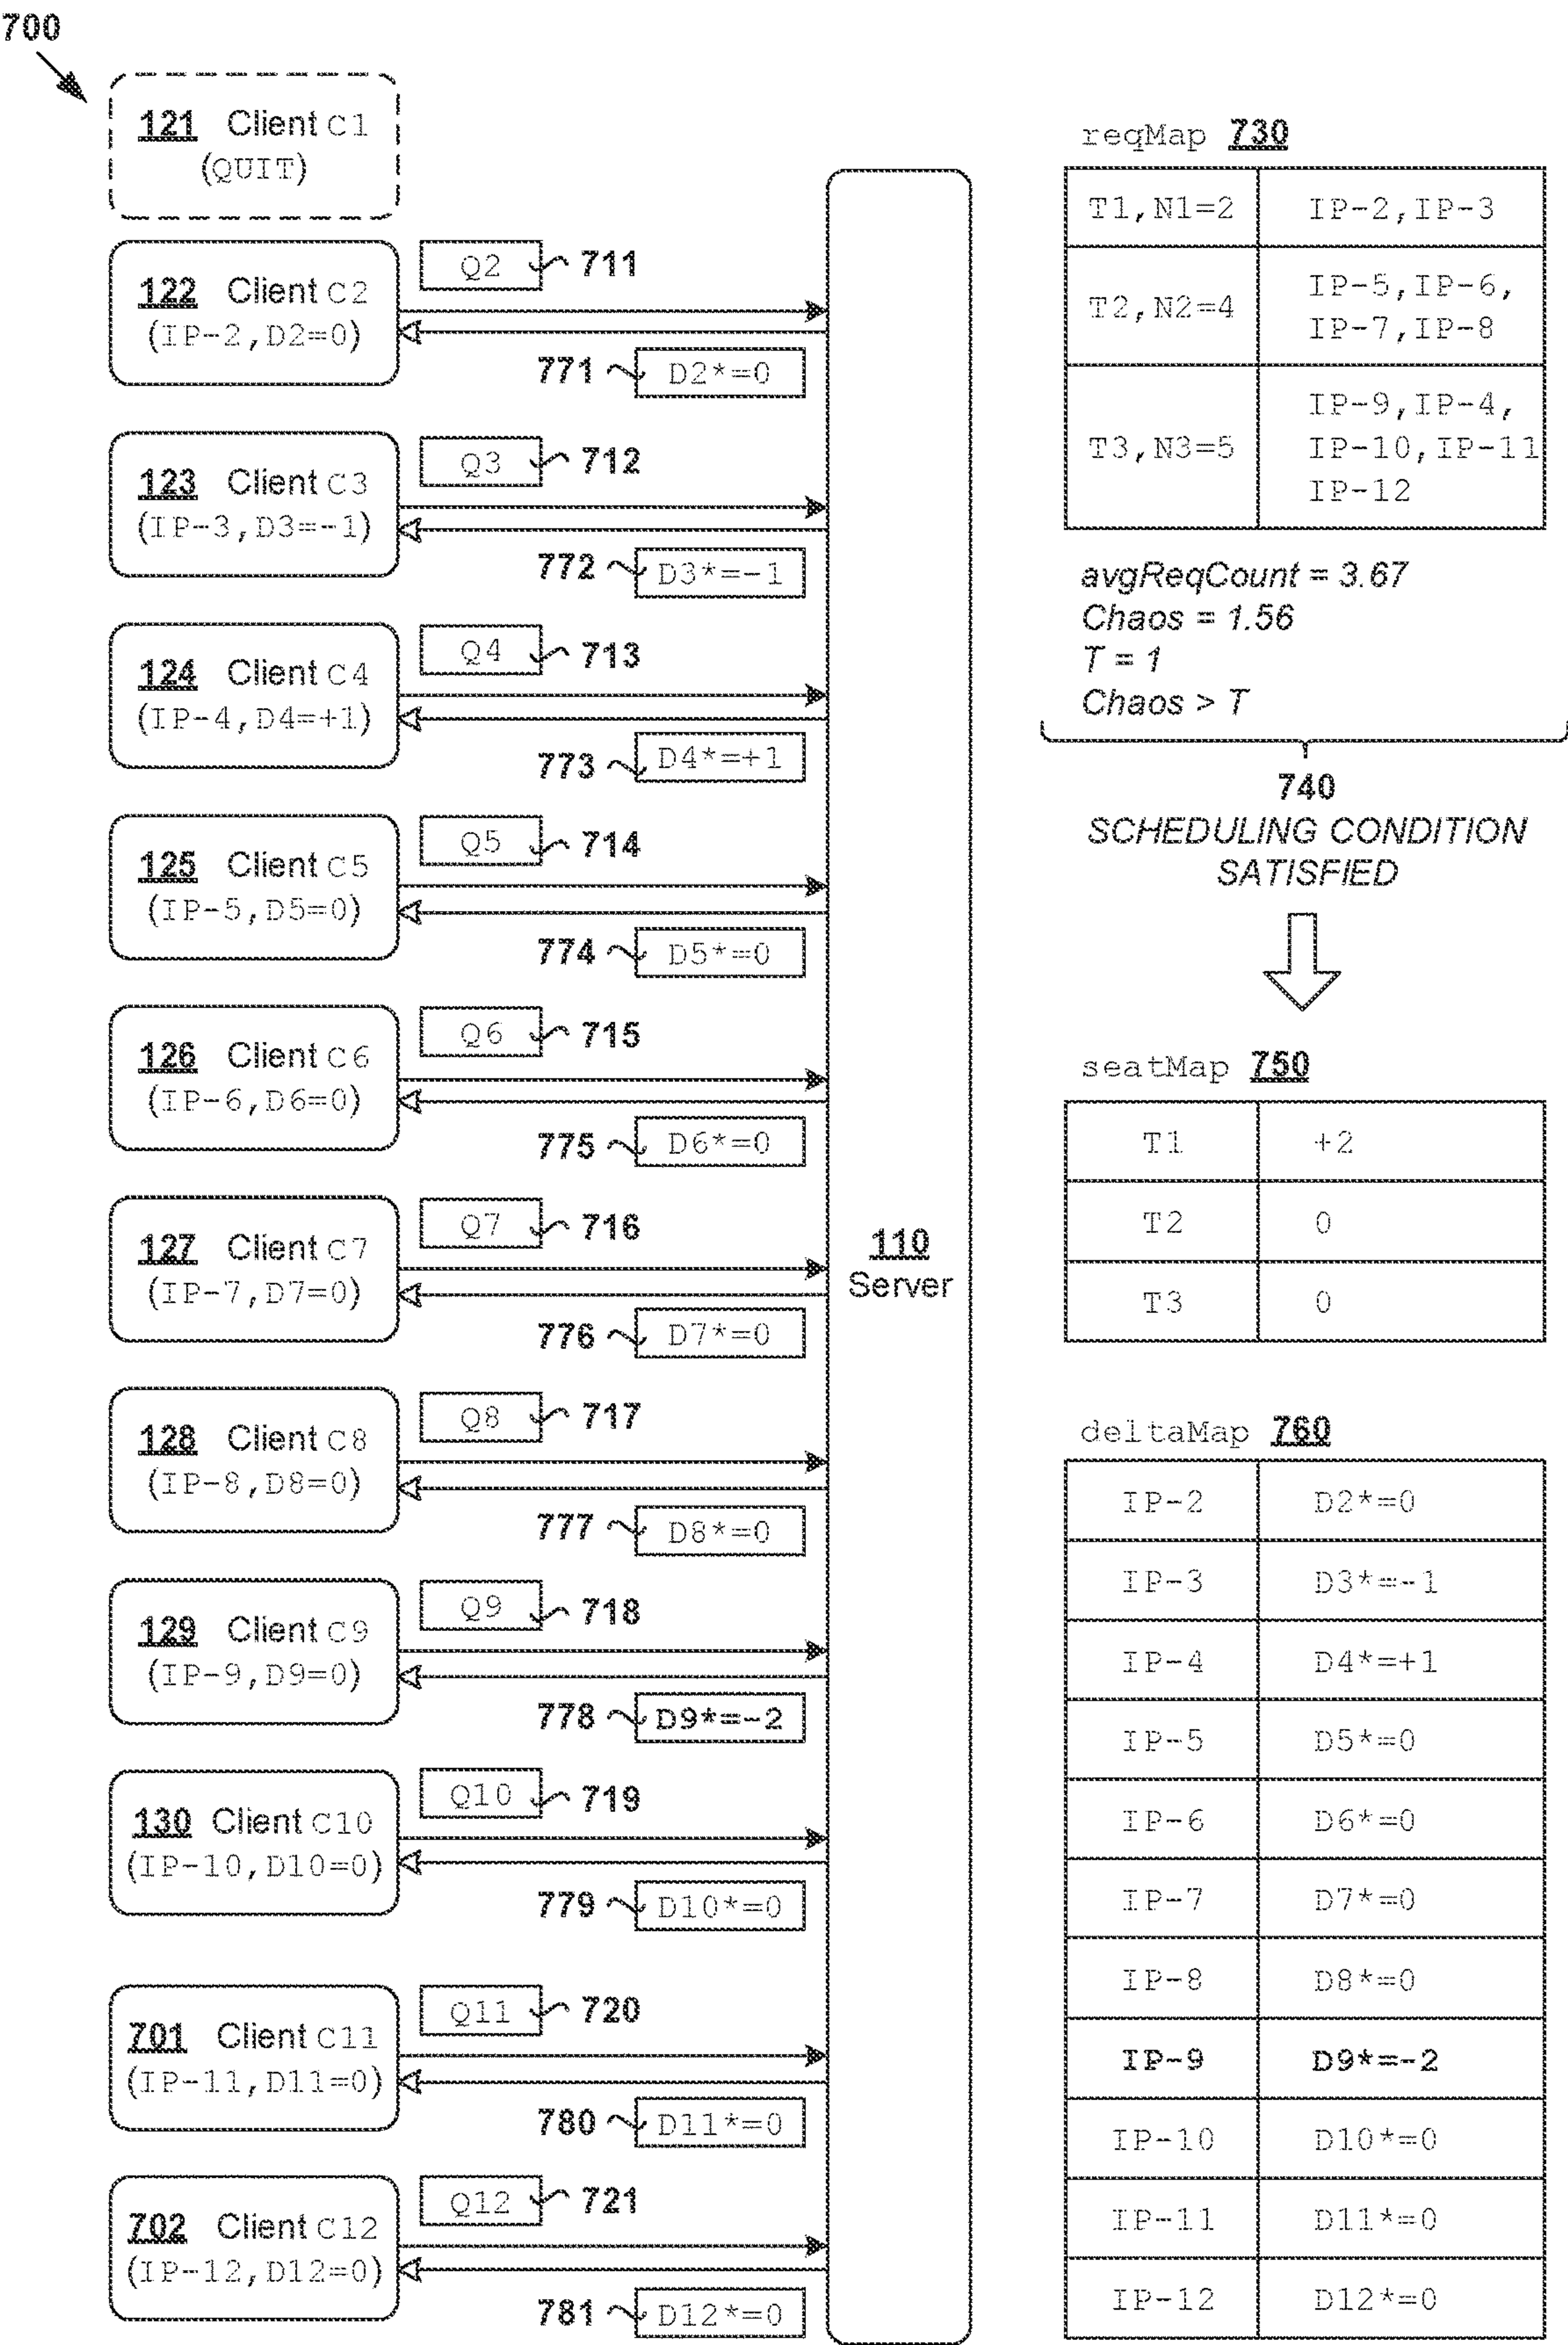 700
121 Client C1
(QUIT)
122 Client C2
(IP-2,D2=0)
Q2 711
771 D2*=0
123 Client C3
(IP-3,D3=-1)
Q3 712
772 D3*=-1
124 Client C4
(IP-4,D4=+1)
Q4 713
773 D4*=+1
125 Client C5
(IP-5,D5=0)
Q5 714
774 D5*=0
126 Client C6
(IP-6,D6=0)
Q6 715
775 D6*=0
127 Client C7
(IP-7,D7=0)
Q7 716
776 D7*=0
128 Client C8
(IP-8,D8=0)
Q8 717
777 D8*=0
129 Client C9
(IP-9,D9=0)
Q9 718
778 D9*=-2
130 Client C10
(IP-10,D10=0)
Q10 719
779 D10*=0
701 Client C11
(IP-11,D11=0)
Q11 720
780 D11*=0
702 Client C12
(IP-12,D12=0)
Q12 721
781 D12*=0
110
Server
reqMap 730
T1,N1=2 IP-2,IP-3
T2,N2=4 IP-5,IP-6,
IP-7,IP-8
T3,N3=5 IP-9,IP-4,
IP-10,IP-11
IP-12
avgReqCount = 3.67
Chaos = 1.56
T = 1
Chaos > T
740
SCHEDULING CONDITION
SATISFIED
seatMap 750
T1 +2
T2 0
T3 0
deltaMap 760
IP-2 D2*=0
IP-3 D3*=-1
IP-4 D4*=+1
IP-5 D5*=0
IP-6 D6*=0
IP-7 D7*=0
IP-8 D8*=0
IP-9 D9*=-2
IP-10 D10*=0
IP-11 D11*=0
IP-12 D12*=0